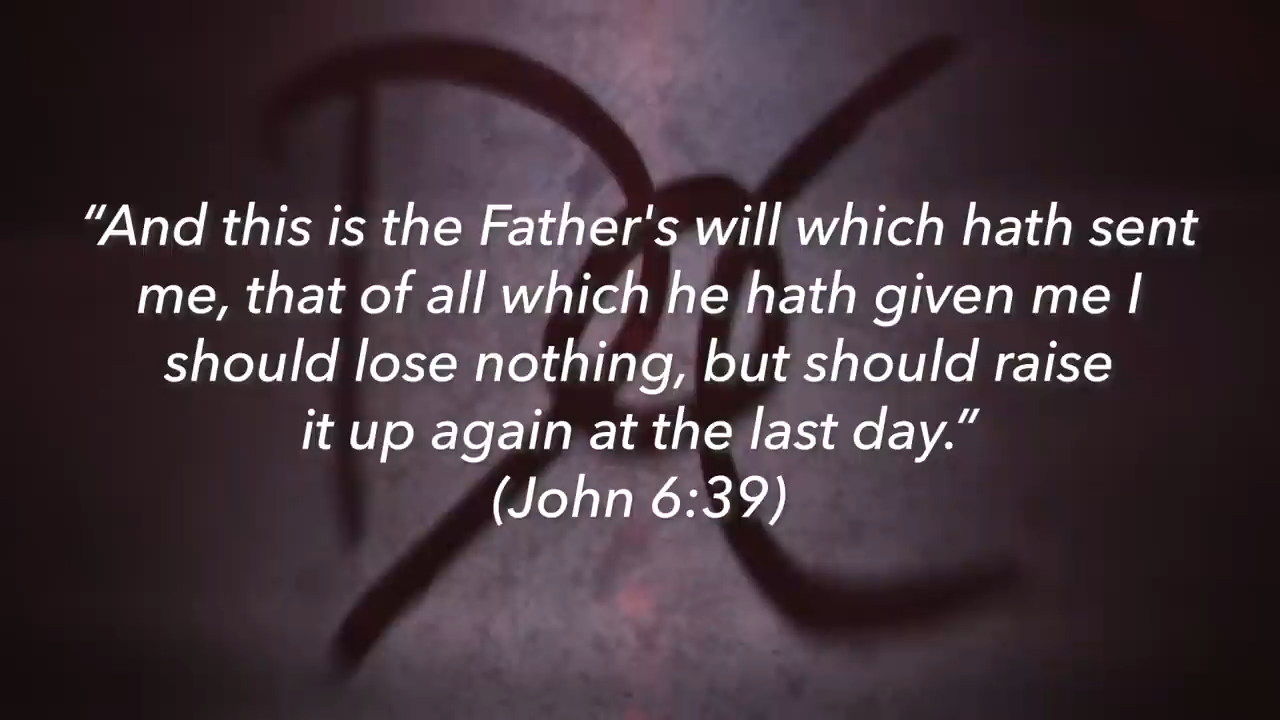 “And this is the Father's will which hath sent
me, that of all which he hath given me I
should lose nothing, but should raise
it up again at the last day.”
(John 6:39)